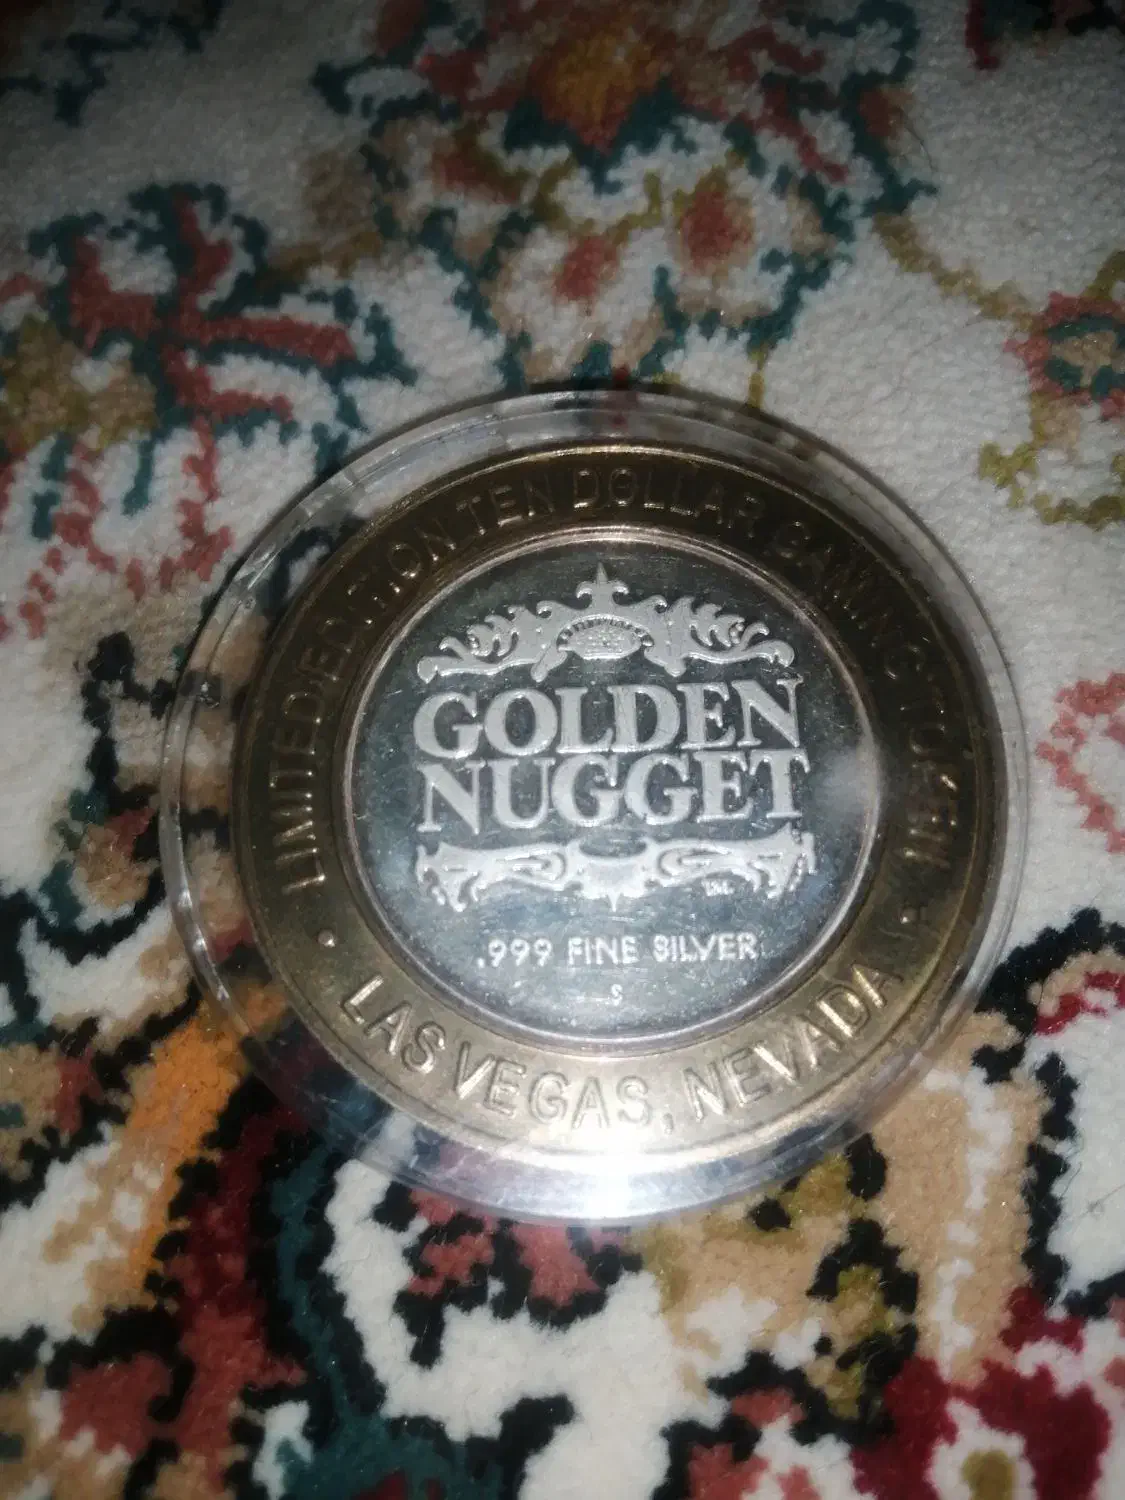 LIMITED EDITION TEN DOLLAR GAMING TOKEN
GOLDEN
NUGGET
TM
.999 FINE SILVER
S
LAS VEGAS, NEVADA